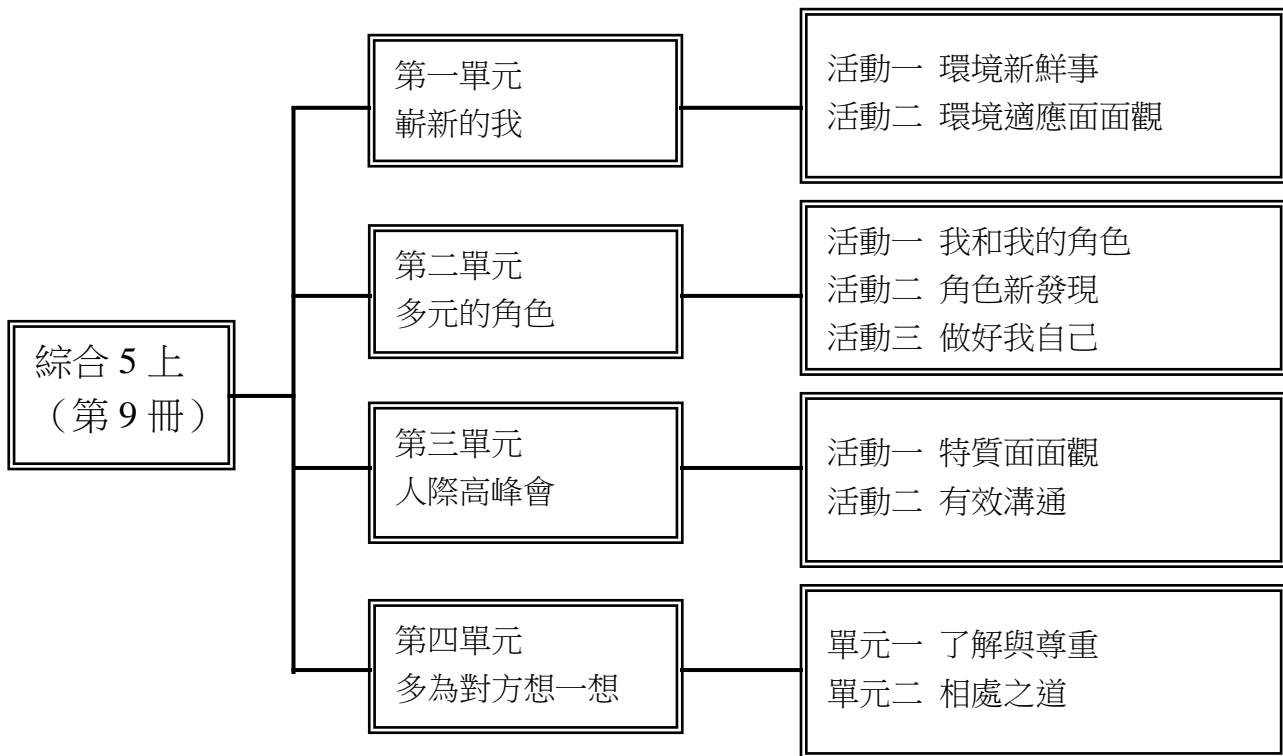 綜合 5 上
（第 9 冊）
第一單元
嶄新的我
活動一 環境新鮮事
活動二 環境適應面面觀
第二單元
多元的角色
活動一 我和我的角色
活動二 角色新發現
活動三 做好我自己
第三單元
人際高峰會
活動一 特質面面觀
活動二 有效溝通
第四單元
多為對方想一想
單元一 了解與尊重
單元二 相處之道